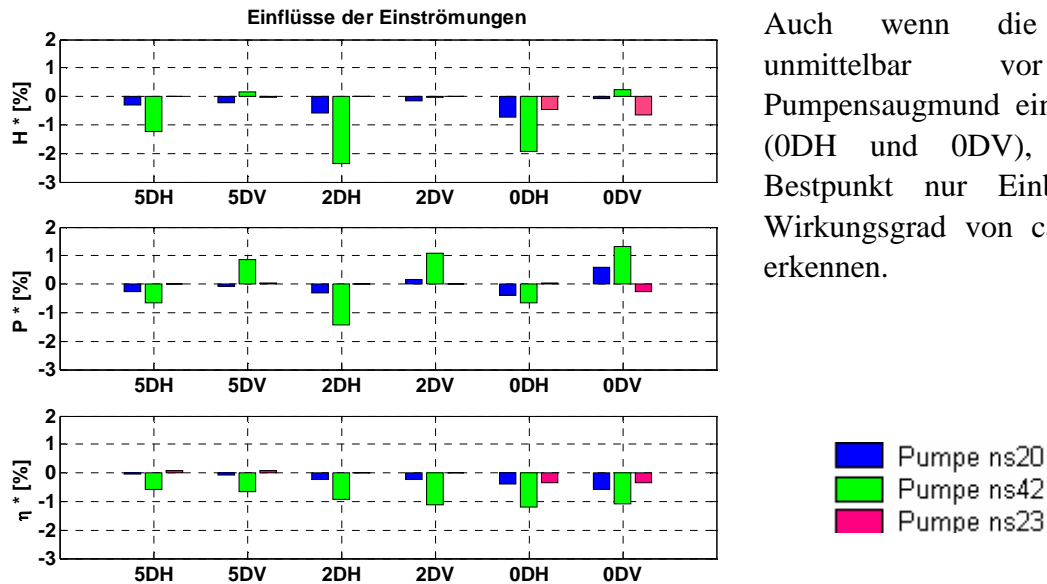 Einflüsse der Einströmungen
2
1
0
-1
-2
-3
H * [%]
5DH 5DV 2DH 2DV 0DH 0DV
2
1
0
-1
-2
-3
P * [%]
5DH 5DV 2DH 2DV 0DH 0DV
2
1
0
-1
-2
-3
η * [%]
5DH 5DV 2DH 2DV 0DH 0DV
Auch wenn die
unmittelbar vor
Pumpensaugmund
(0DH und 0DV),
Bestpunkt nur
Wirkungsgrad von
erkennen.
Pumpe ns20
Pumpe ns42
Pumpe ns23